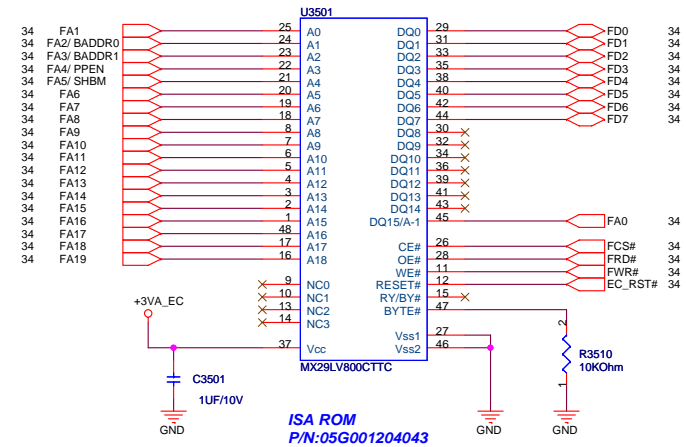 U3501
34 FA1 25 A0 DQ0 29 FD0 34
34 FA2/ BADDR0 24 A1 DQ1 31 FD1 34
34 FA3/ BADDR1 23 A2 DQ2 33 FD2 34
34 FA4/ PPEN 22 A3 DQ3 35 FD3 34
34 FA5/ SHBM 21 A4 DQ4 38 FD4 34
34 FA6 20 A5 DQ5 40 FD5 34
34 FA7 19 A6 DQ6 42 FD6 34
34 FA8 18 A7 DQ7 44 FD7 34
34 FA9 8 A8 DQ8 30
34 FA10 7 A9 DQ9 32
34 FA11 6 A10 DQ10 34
34 FA12 5 A11 DQ11 36
34 FA13 4 A12 DQ12 39
34 FA14 3 A13 DQ13 41
34 FA15 2 A14 DQ14 43
34 FA16 1 A15 DQ15/A-1 45 FA0 34
34 FA17 48 A16
34 FA18 17 A17 CE# 26 FCS# 34
34 FA19 16 A18 OE# 28 FRD# 34
WE# 11 FWR# 34
9 NC0 RESET# 12 EC_RST# 34
10 NC1 RY/BY# 15
13 NC2 BYTE# 47
14 NC3
+3VA_EC
Vss1 27
37 Vcc Vss2 46
MX29LV800CTTC
2
R3510
10KOhm
1
C3501
1UF/10V
GND
GND
GND
ISA ROM
P/N:05G001204043